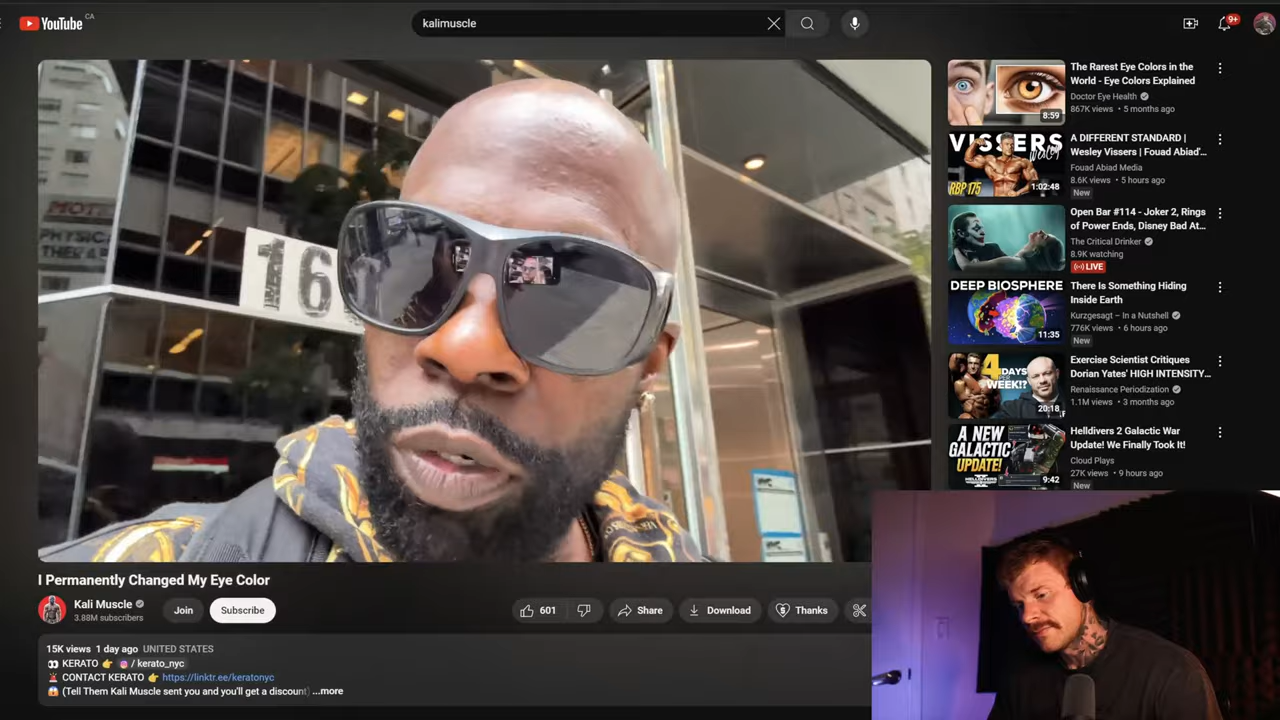 YouTube CA
kalimuscle
9+
16
I Permanently Changed My Eye Color
Kali Muscle
3.88M subscribers
Join
Subscribe
601
Share
Download
Thanks
15K views 1 day ago UNITED STATES
👀 KERATO 👉 / kerato_nyc
🚨 CONTACT KERATO 👉 https://linktr.ee/keratonyc
😱 (Tell Them Kali Muscle sent you and you'll get a discount) ...more
8:59
The Rarest Eye Colors in the
World - Eye Colors Explained
Doctor Eye Health
867K views • 5 months ago
VISSERS
RBP 175
1:02:48
A DIFFERENT STANDARD |
Wesley Vissers | Fouad Abiad'...
Fouad Abiad Media
8.6K views • 5 hours ago
New
Open Bar #114 - Joker 2, Rings
of Power Ends, Disney Bad At...
The Critical Drinker
8.9K watching
LIVE
DEEP BIOSPHERE
11:35
There Is Something Hiding
Inside Earth
Kurzgesagt – In a Nutshell
776K views • 6 hours ago
New
4 DAYS
WEEK!?
20:18
Exercise Scientist Critiques
Dorian Yates' HIGH INTENSITY...
Renaissance Periodization
1.1M views • 3 months ago
A NEW
GALACTIC
UPDATE!
9:42
Helldivers 2 Galactic War
Update! We Finally Took It!
Cloud Plays
27K views • 9 hours ago
New